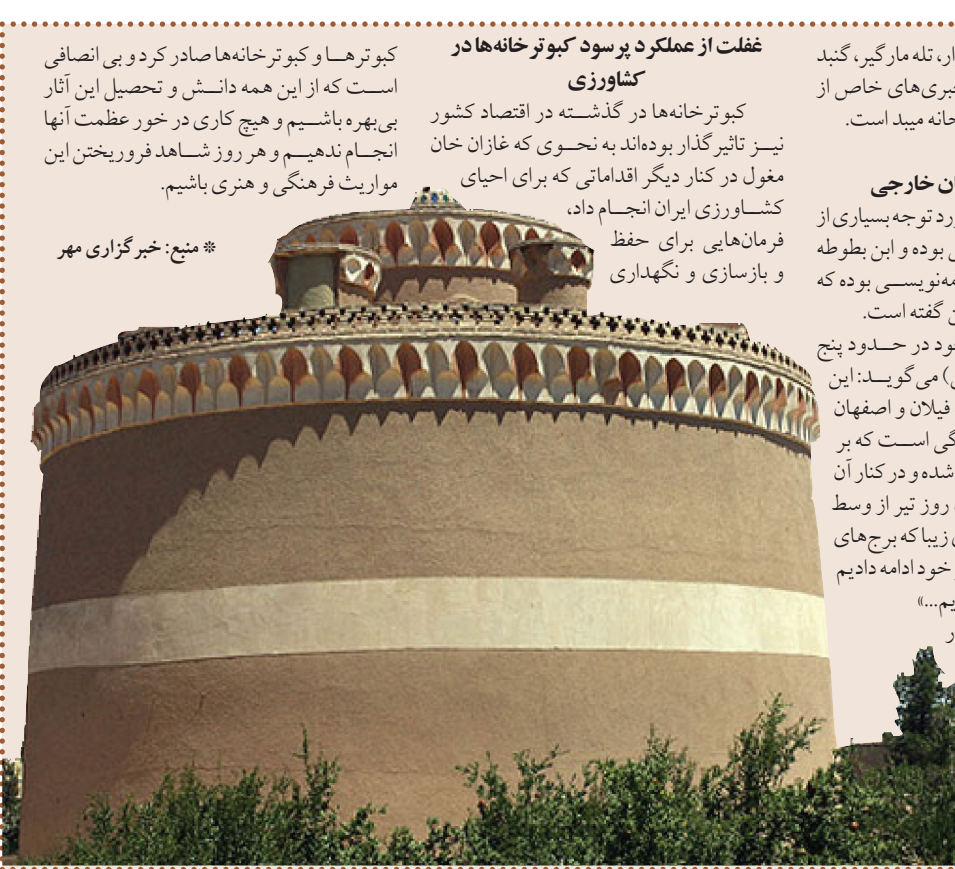 ار، تله مارگیر، گنبد
خبری‌های خاص از
خانه میبد است.
ان خارجی
ورد توجه بسیاری از
ی بوده و ابن بطوطه
مه‌نویســی بوده که
ن گفته است.
خود در حــدود پنج
ی) می‌گویــد: این
فیلان و اصفهان
گی اســت که بر
شده و در کنار آن
روز تیر از وسط
ی زیبا که برج‌های
خود ادامه دادیم
یم...»
ر
غفلت از عملکرد پرسود کبوترخانه‌ها در
کشاورزی
کبوترخانه‌ها در گذشــته در اقتصاد کشور
نیــز تاثیرگذار بوده‌اند به نحــوی که غازان خان
مغول در کنار دیگر اقداماتی که برای احیای
کشــاورزی ایران انجــام داد،
فرمان‌هایی برای حفظ
و بازسازی و نگهداری
کبوترهــا و کبوترخانه‌ها صادر کرد و بی انصافی
اســت که از این همه دانــش و تحصیل این آثار
بی‌بهره باشــیم و هیچ کاری در خور عظمت آنها
انجــام ندهیــم و هر روز شــاهد فروریختن این
مواریث فرهنگی و هنری باشیم.
* منبع: خبرگزاری مهر